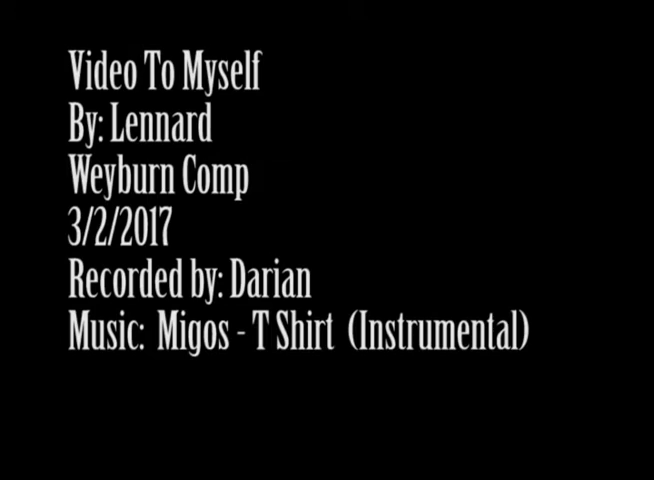 Video To Myself
By: Lennard
Weyburn Comp
3/2/2017
Recorded by: Darian
Music: Migos - T Shirt (Instrumental)